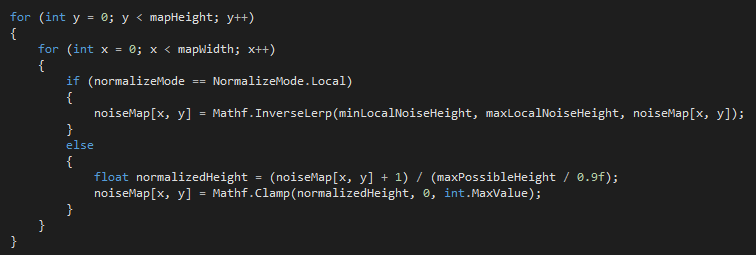 for (int y = 0; y < mapHeight; y++)
{
    for (int x = 0; x < mapWidth; x++)
    {
        if (normalizeMode == NormalizeMode.Local)
        {
            noiseMap[x, y] = Mathf.InverseLerp(minLocalNoiseHeight, maxLocalNoiseHeight, noiseMap[x, y]);
        }
        else
        {
            float normalizedHeight = (noiseMap[x, y] + 1) / (maxPossibleHeight / 0.9f);
            noiseMap[x, y] = Mathf.Clamp(normalizedHeight, 0, int.MaxValue);
        }
    }
}